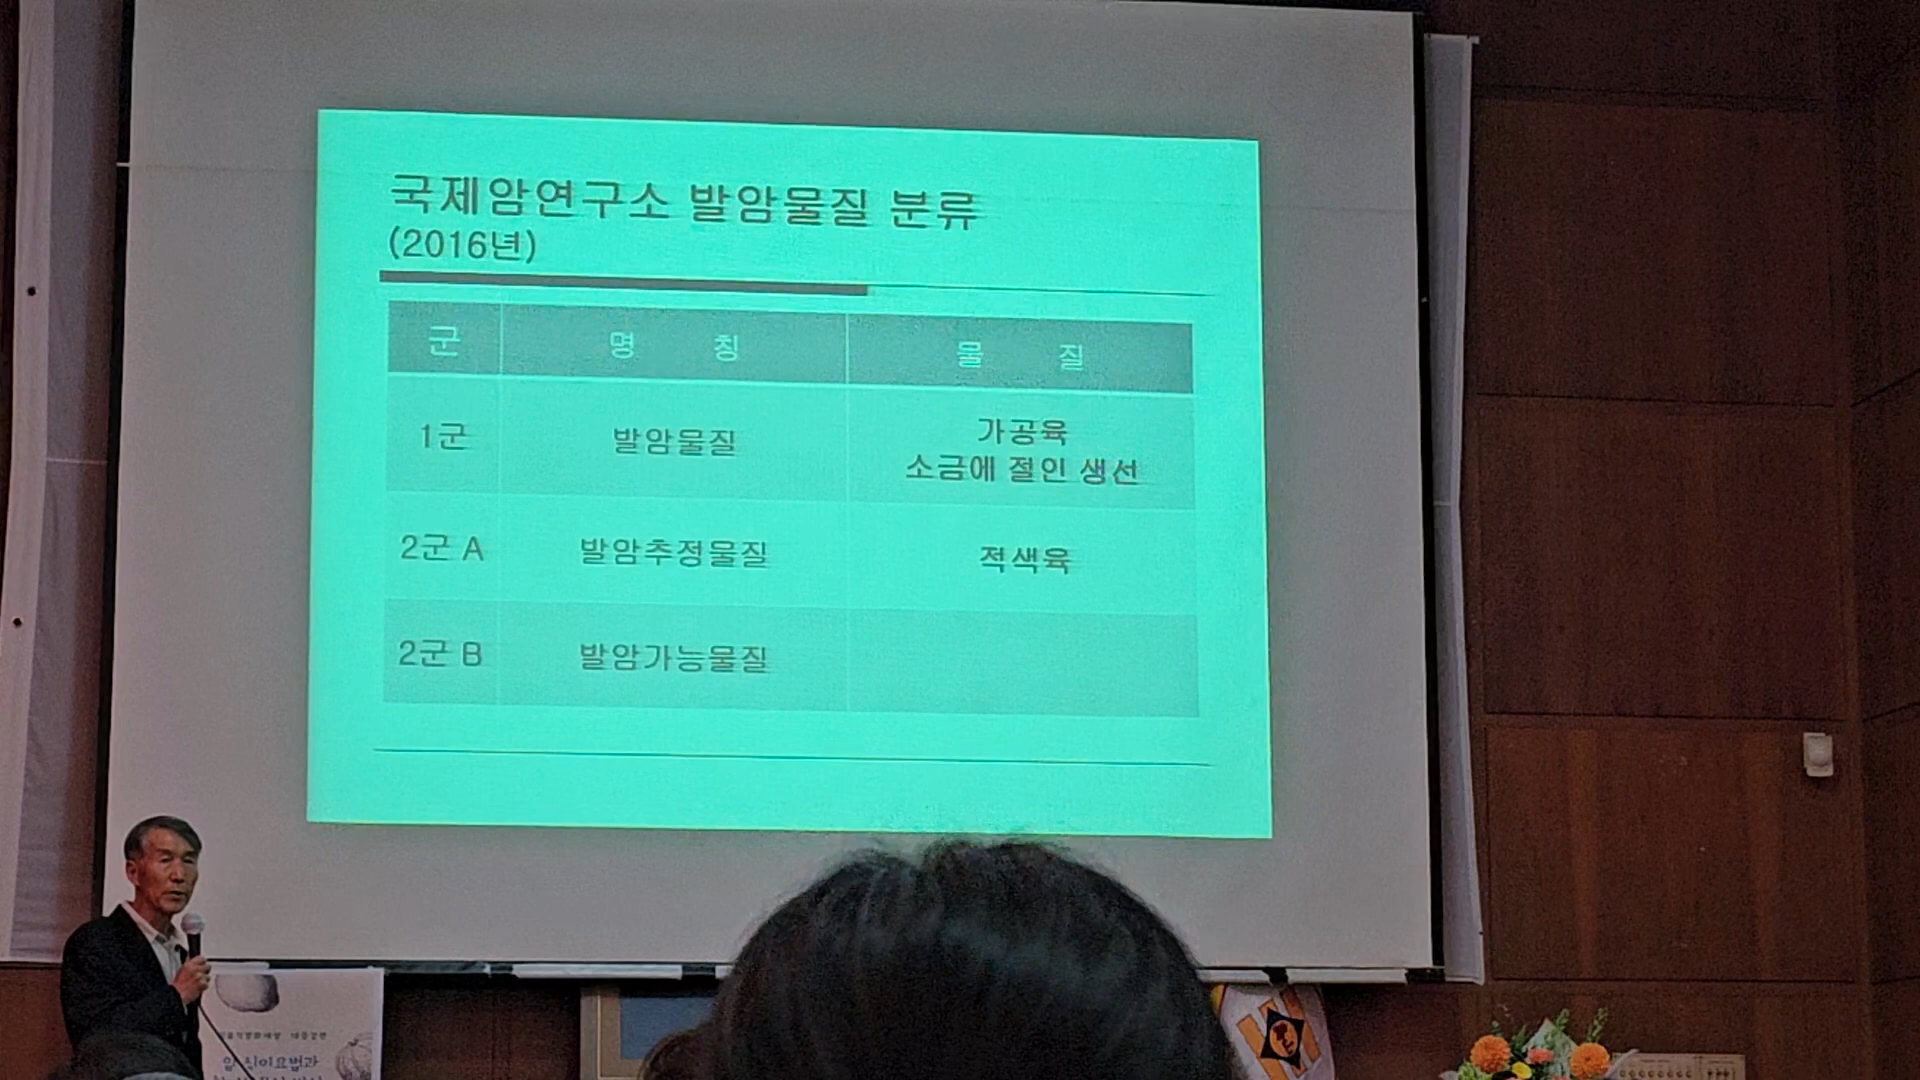 국제암연구소 발암물질 분류
(2016년)
군 명 칭 물 질
1군 발암물질 가공육
소금에 절인 생선
2군 A 발암추정물질 적색육
2군 B 발암가능물질